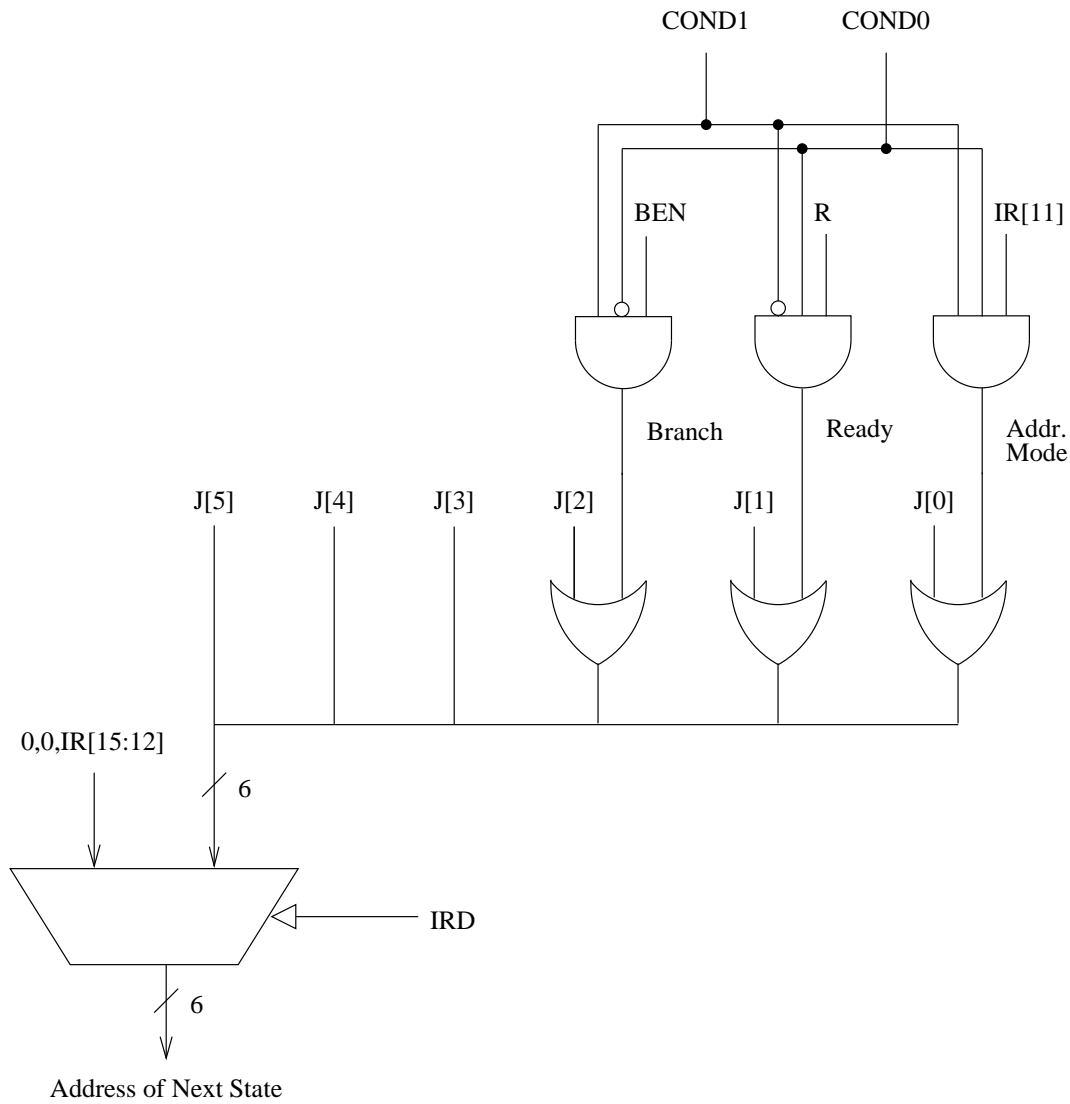 COND1
COND0
BEN
R
IR[11]
Branch
Ready
Addr.
Mode
J[5]
J[4]
J[3]
J[2]
J[1]
J[0]
0,0,IR[15:12]
6
IRD
6
Address of Next State